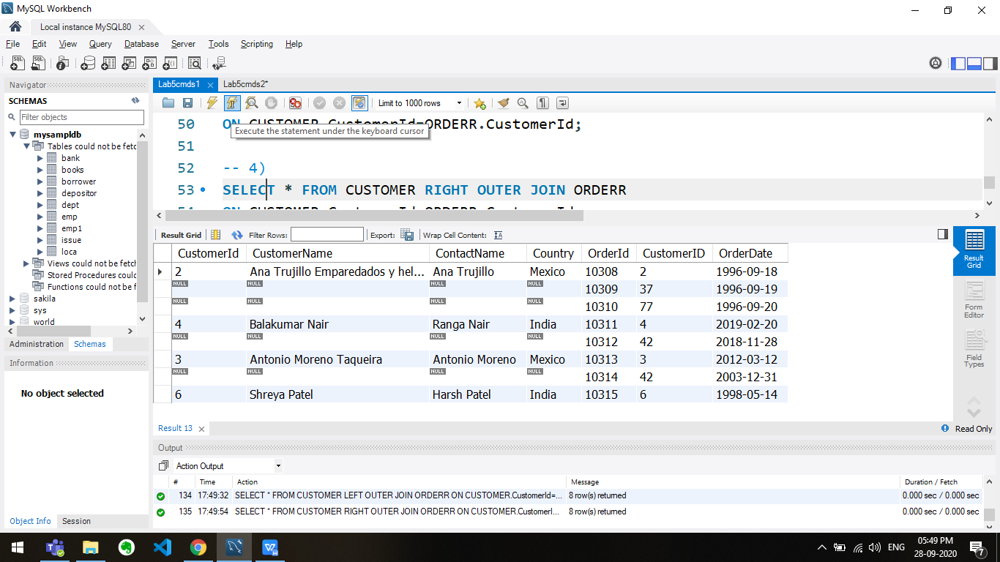 MySQL Workbench
Local instance MySQL80
File Edit View Query Database Server Tools Scripting Help
Navigator
SCHEMAS
Filter objects
mysampldb
Tables could not be fetc
bank
books
borrower
depositor
dept
emp
emp1
issue
loca
Views could not be fetch
Stored Procedures could
Functions could not be f
sakila
sys
world
Administration Schemas
Information
No object selected
Object Info Session
Lab5cmds1 Lab5cmds2*
Limit to 1000 rows
50 ON CUSTOMER.CustomerId=ORDERR.CustomerId;
Execute the statement under the keyboard cursor
51
52 -- 4)
53 SELECT * FROM CUSTOMER RIGHT OUTER JOIN ORDERR
Result Grid Filter Rows: Export: Wrap Cell Content:
CustomerId CustomerName ContactName Country OrderId CustomerID OrderDate
2 Ana Trujillo Emparedados y hel... Ana Trujillo Mexico 10308 2 1996-09-18
NULL NULL NULL NULL 10309 37 1996-09-19
NULL NULL NULL NULL 10310 77 1996-09-20
4 Balakumar Nair Ranga Nair India 10311 4 2019-02-20
NULL NULL NULL NULL 10312 42 2018-11-28
3 Antonio Moreno Taqueira Antonio Moreno Mexico 10313 3 2012-03-12
NULL NULL NULL NULL 10314 42 2003-12-31
6 Shreya Patel Harsh Patel India 10315 6 1998-05-14
Result Grid
Form Editor
Field Types
Result 13
Read Only
Output
Action Output
# Time Action Message Duration / Fetch
134 17:49:32 SELECT * FROM CUSTOMER LEFT OUTER JOIN ORDERR ON CUSTOMER.CustomerId=... 8 row(s) returned 0.000 sec / 0.000 sec
135 17:49:54 SELECT * FROM CUSTOMER RIGHT OUTER JOIN ORDERR ON CUSTOMER.CustomerI... 8 row(s) returned 0.000 sec / 0.000 sec
ENG
05:49 PM
28-09-2020
7